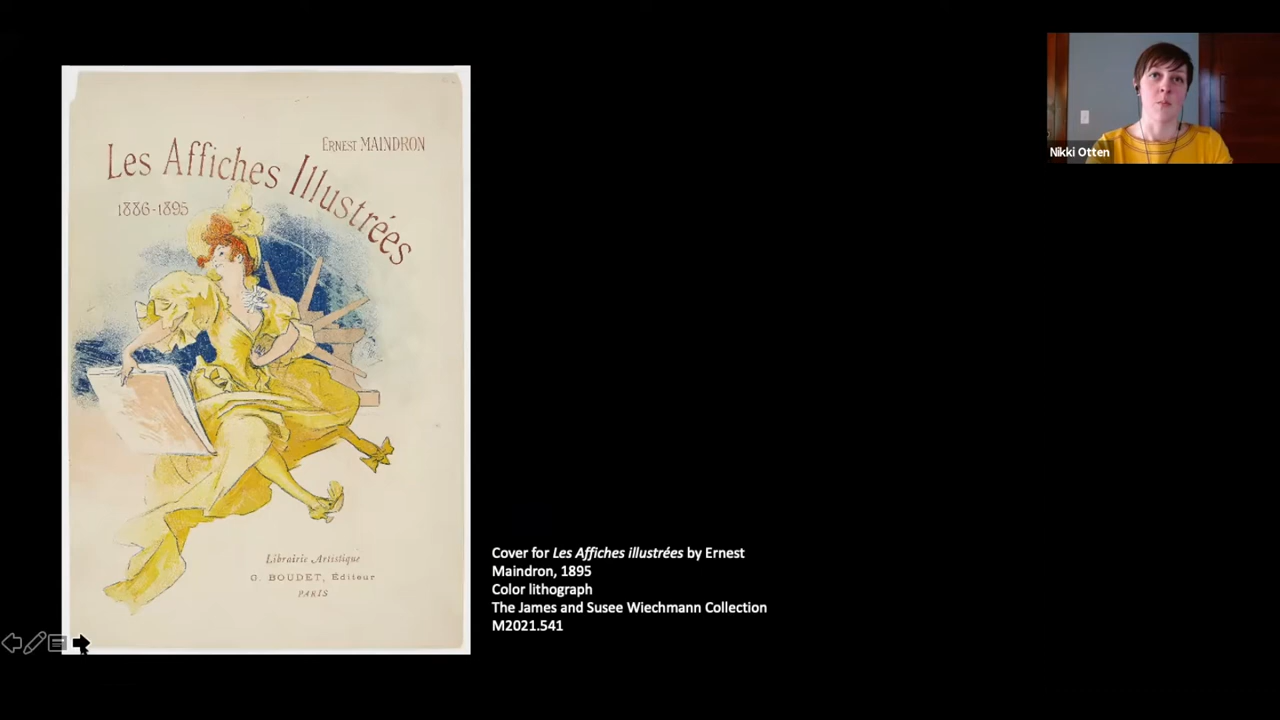 Ernest MAINDRON
Les Affiches Illustrées
1886-1895
Librairie Artistique
G. BOUDET, Éditeur
PARIS
Cover for Les Affiches illustrées by Ernest
Maindron, 1895
Color lithograph
The James and Susee Wiechmann Collection
M2021.541
Nikki Otten